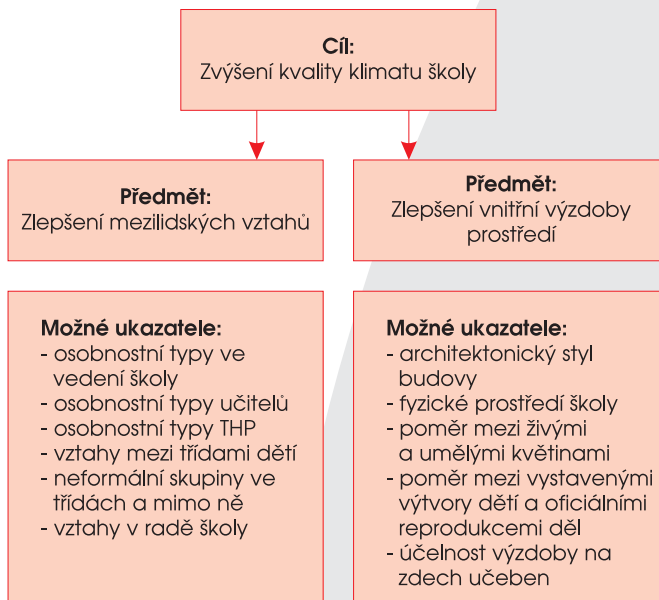 Cíl:
Zvýšení kvality klimatu školy
Předmět:
Zlepšení mezilidských vztahů
Předmět:
Zlepšení vnitřní výzdoby
prostředí
Možné ukazatele:
- osobnostní typy ve
vedení školy
- osobnostní typy učitelů
- osobnostní typy THP
- vztahy mezi třídami dětí
- neformální skupiny ve
třídách a mimo ně
- vztahy v radě školy
Možné ukazatele:
- architektonický styl
budovy
- fyzické prostředí školy
- poměr mezi živými
a umělými květinami
- poměr mezi vystavenými
výtvory dětí a oficiálními
reprodukcemi děl
- účelnost výzdoby na
zdech učeben